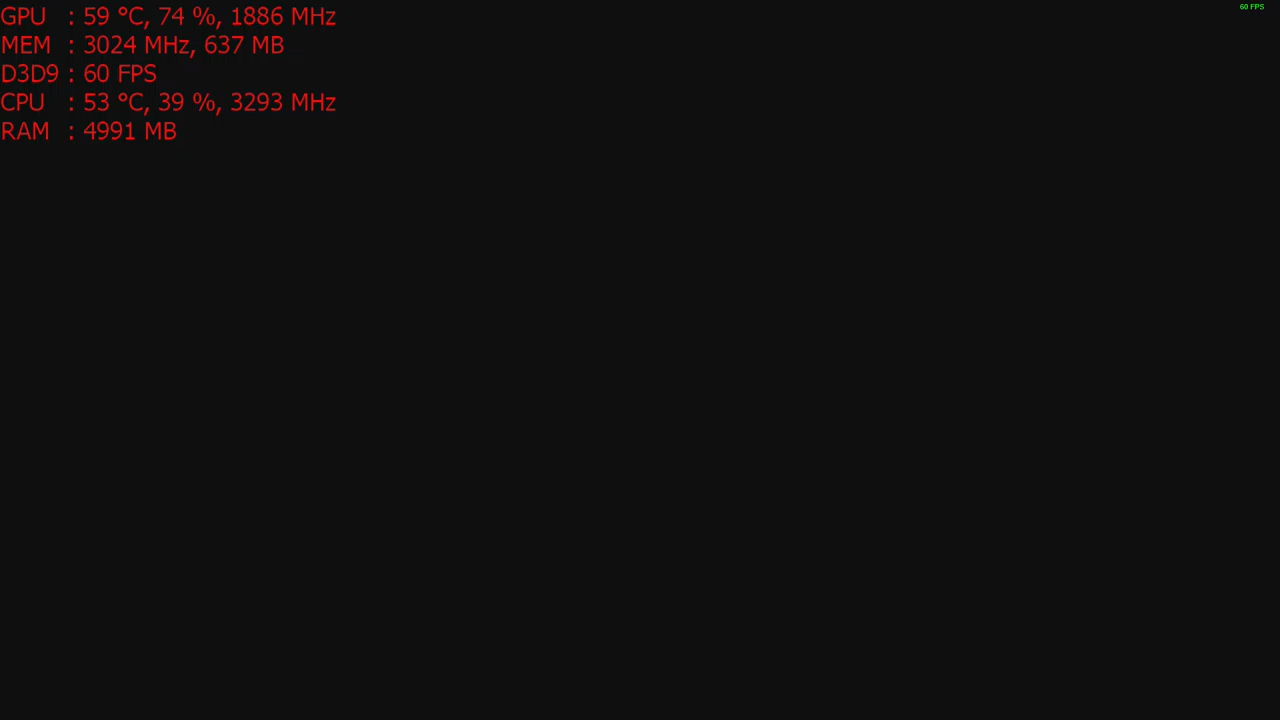 GPU : 59 °C, 74 %, 1886 MHz
60 FPS
MEM : 3024 MHz, 637 MB
D3D9 : 60 FPS
CPU : 53 °C, 39 %, 3293 MHz
RAM : 4991 MB